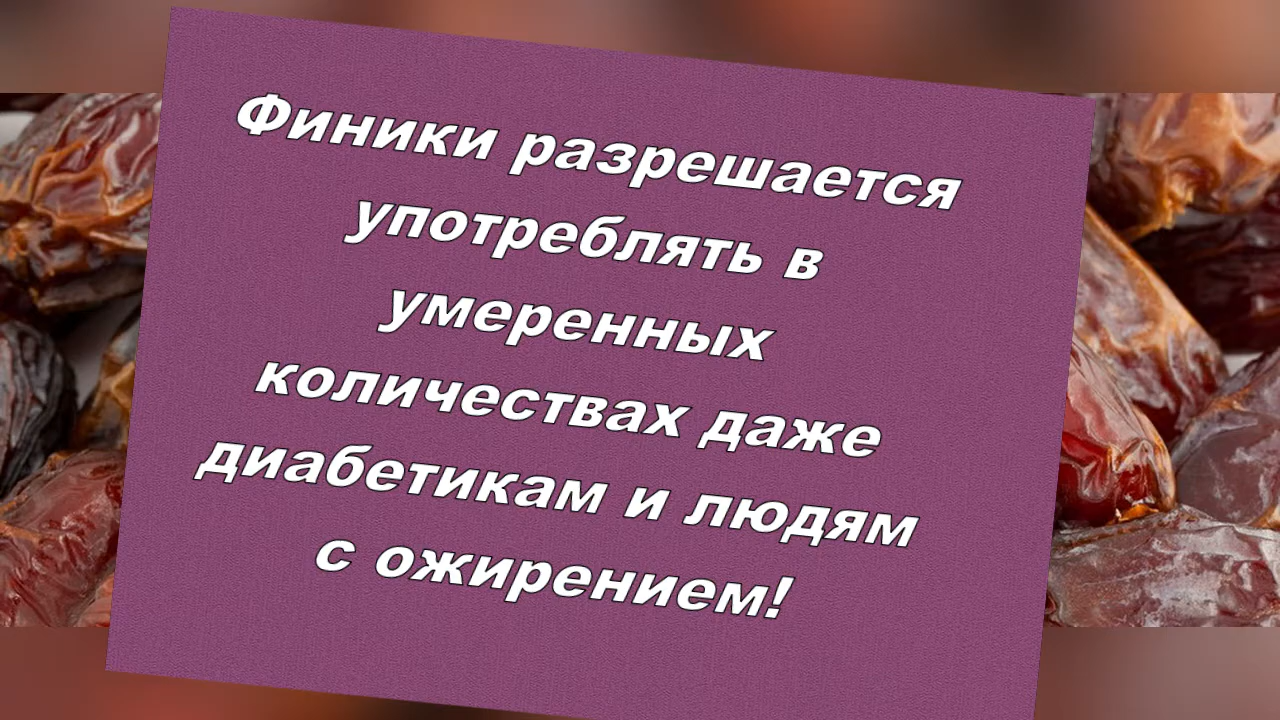 Финики разрешается
употреблять в
умеренных
количествах даже
диабетикам и людям
с ожирением!